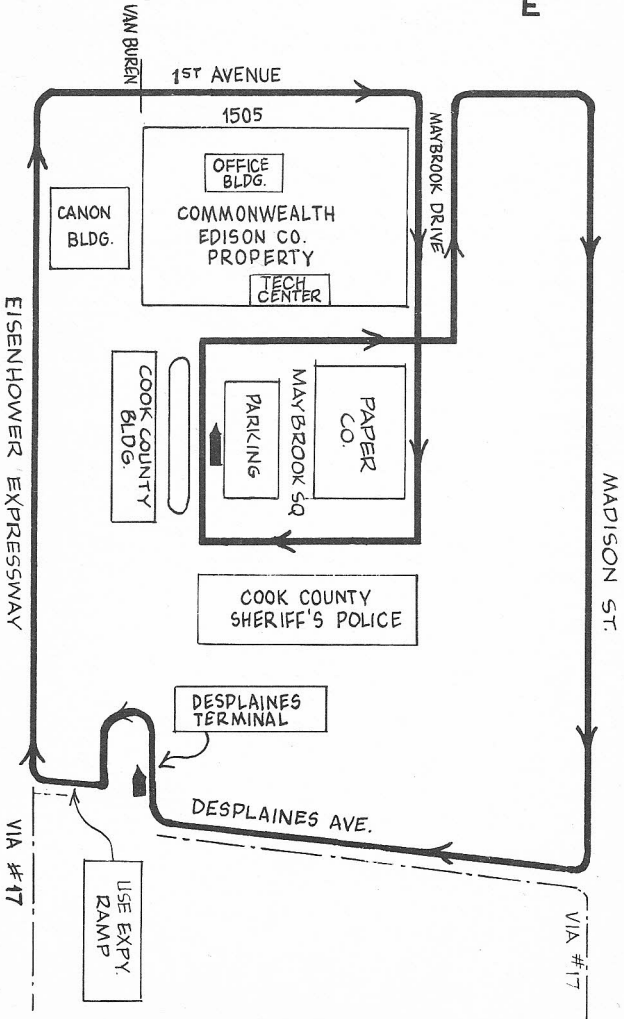 E
VAN BUREN
1ST AVENUE
1505
MAYBROOK DRIVE
OFFICE
BLDG.
CANON
BLDG.
COMMONWEALTH
EDISON CO.
PROPERTY
TECH
CENTER
EISENHOWER EXPRESSWAY
COOK COUNTY
BLDG.
PARKING
MAYBROOK SQ
PAPER
CO.
MADISON ST.
COOK COUNTY
SHERIFF'S POLICE
DESPLAINES
TERMINAL
DESPLAINES AVE.
VIA #17
USE EXPY.
RAMP
VIA #17